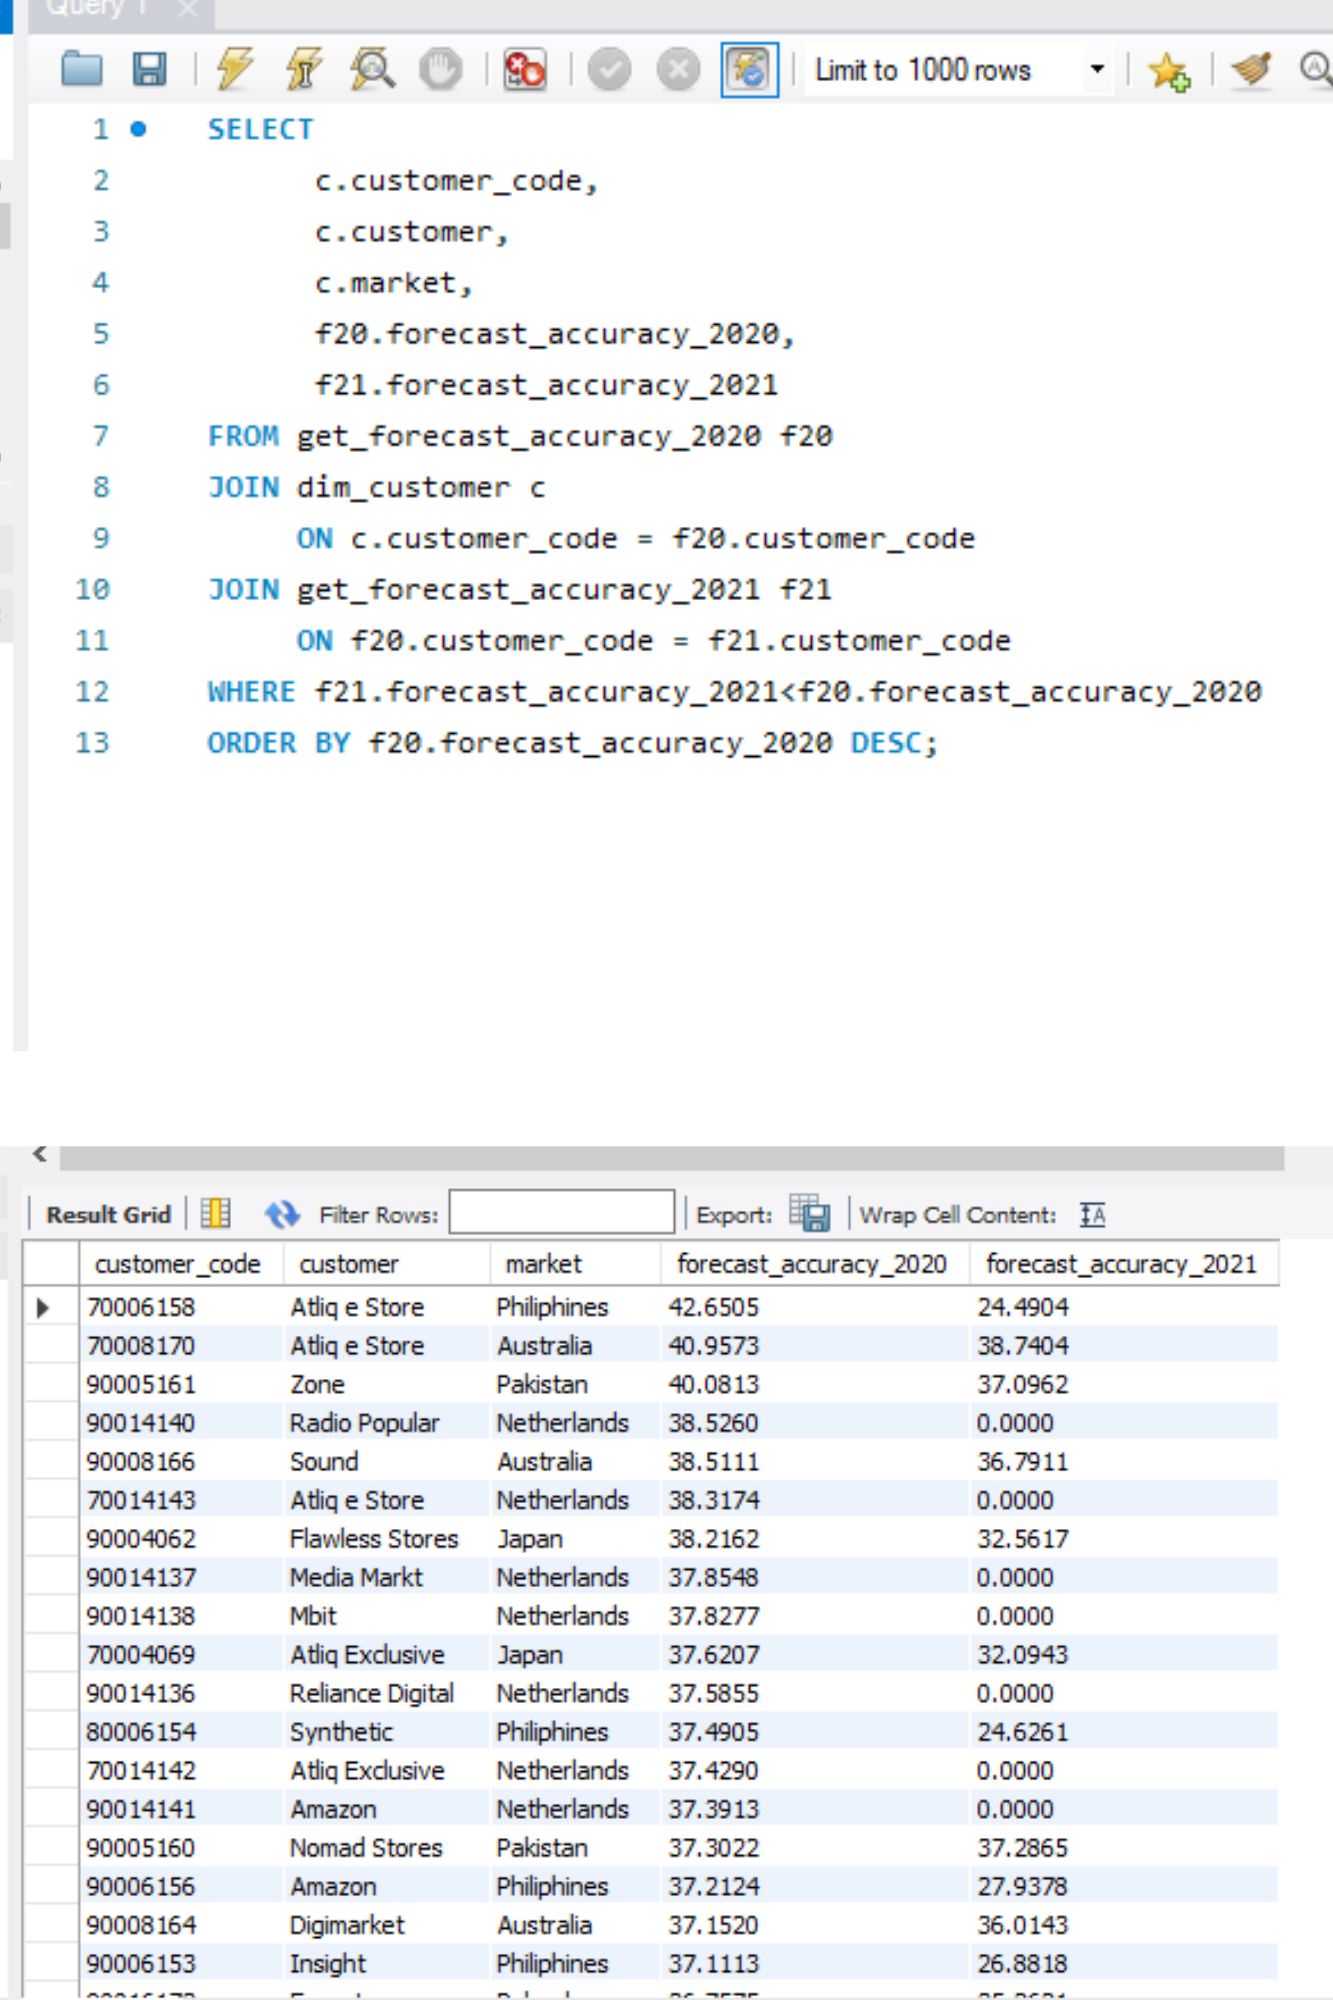 Query 1
Limit to 1000 rows
1 SELECT
2 c.customer_code,
3 c.customer,
4 c.market,
5 f20.forecast_accuracy_2020,
6 f21.forecast_accuracy_2021
7 FROM get_forecast_accuracy_2020 f20
8 JOIN dim_customer c
9 ON c.customer_code = f20.customer_code
10 JOIN get_forecast_accuracy_2021 f21
11 ON f20.customer_code = f21.customer_code
12 WHERE f21.forecast_accuracy_2021<f20.forecast_accuracy_2020
13 ORDER BY f20.forecast_accuracy_2020 DESC;
Result Grid Filter Rows: Export: Wrap Cell Content: IA
customer_code customer market forecast_accuracy_2020 forecast_accuracy_2021
70006158 Atliq e Store Philiphines 42.6505 24.4904
70008170 Atliq e Store Australia 40.9573 38.7404
90005161 Zone Pakistan 40.0813 37.0962
90014140 Radio Popular Netherlands 38.5260 0.0000
90008166 Sound Australia 38.5111 36.7911
70014143 Atliq e Store Netherlands 38.3174 0.0000
90004062 Flawless Stores Japan 38.2162 32.5617
90014137 Media Markt Netherlands 37.8548 0.0000
90014138 Mbit Netherlands 37.8277 0.0000
70004069 Atliq Exclusive Japan 37.6207 32.0943
90014136 Reliance Digital Netherlands 37.5855 0.0000
80006154 Synthetic Philiphines 37.4905 24.6261
70014142 Atliq Exclusive Netherlands 37.4290 0.0000
90014141 Amazon Netherlands 37.3913 0.0000
90005160 Nomad Stores Pakistan 37.3022 37.2865
90006156 Amazon Philiphines 37.2124 27.9378
90008164 Digimarket Australia 37.1520 36.0143
90006153 Insight Philiphines 37.1113 26.8818